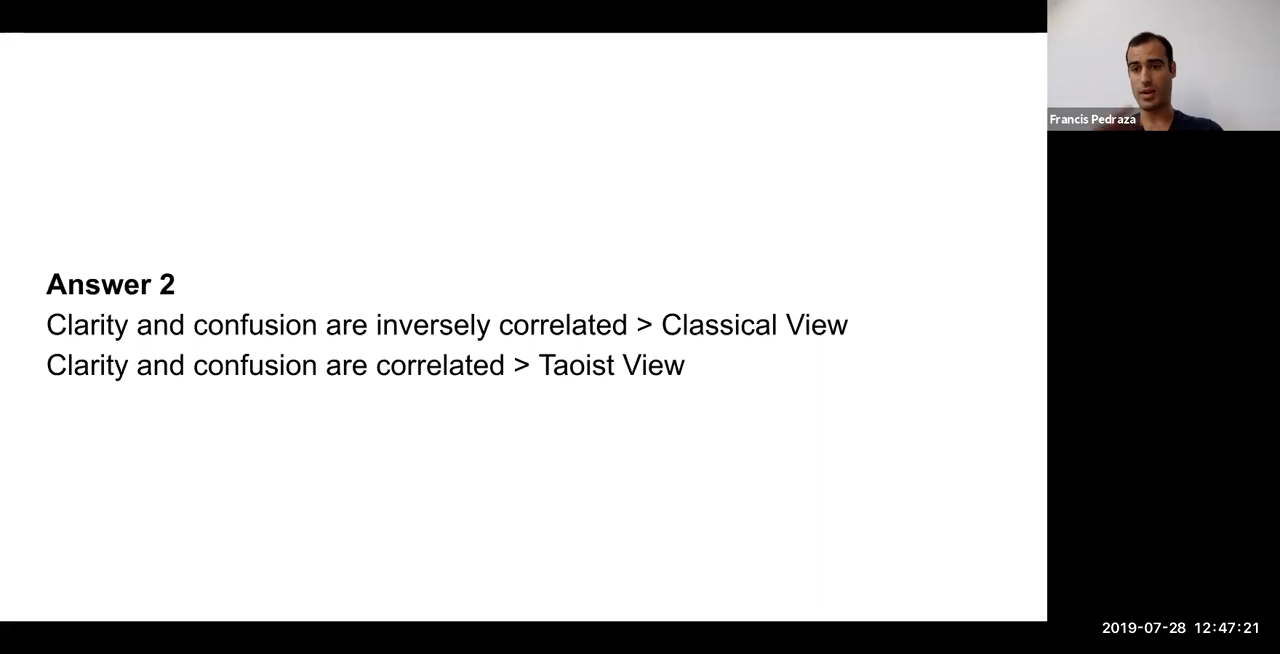 Answer 2
Clarity and confusion are inversely correlated > Classical View
Clarity and confusion are correlated > Taoist View
Francis Pedraza
2019-07-28 12:47:21